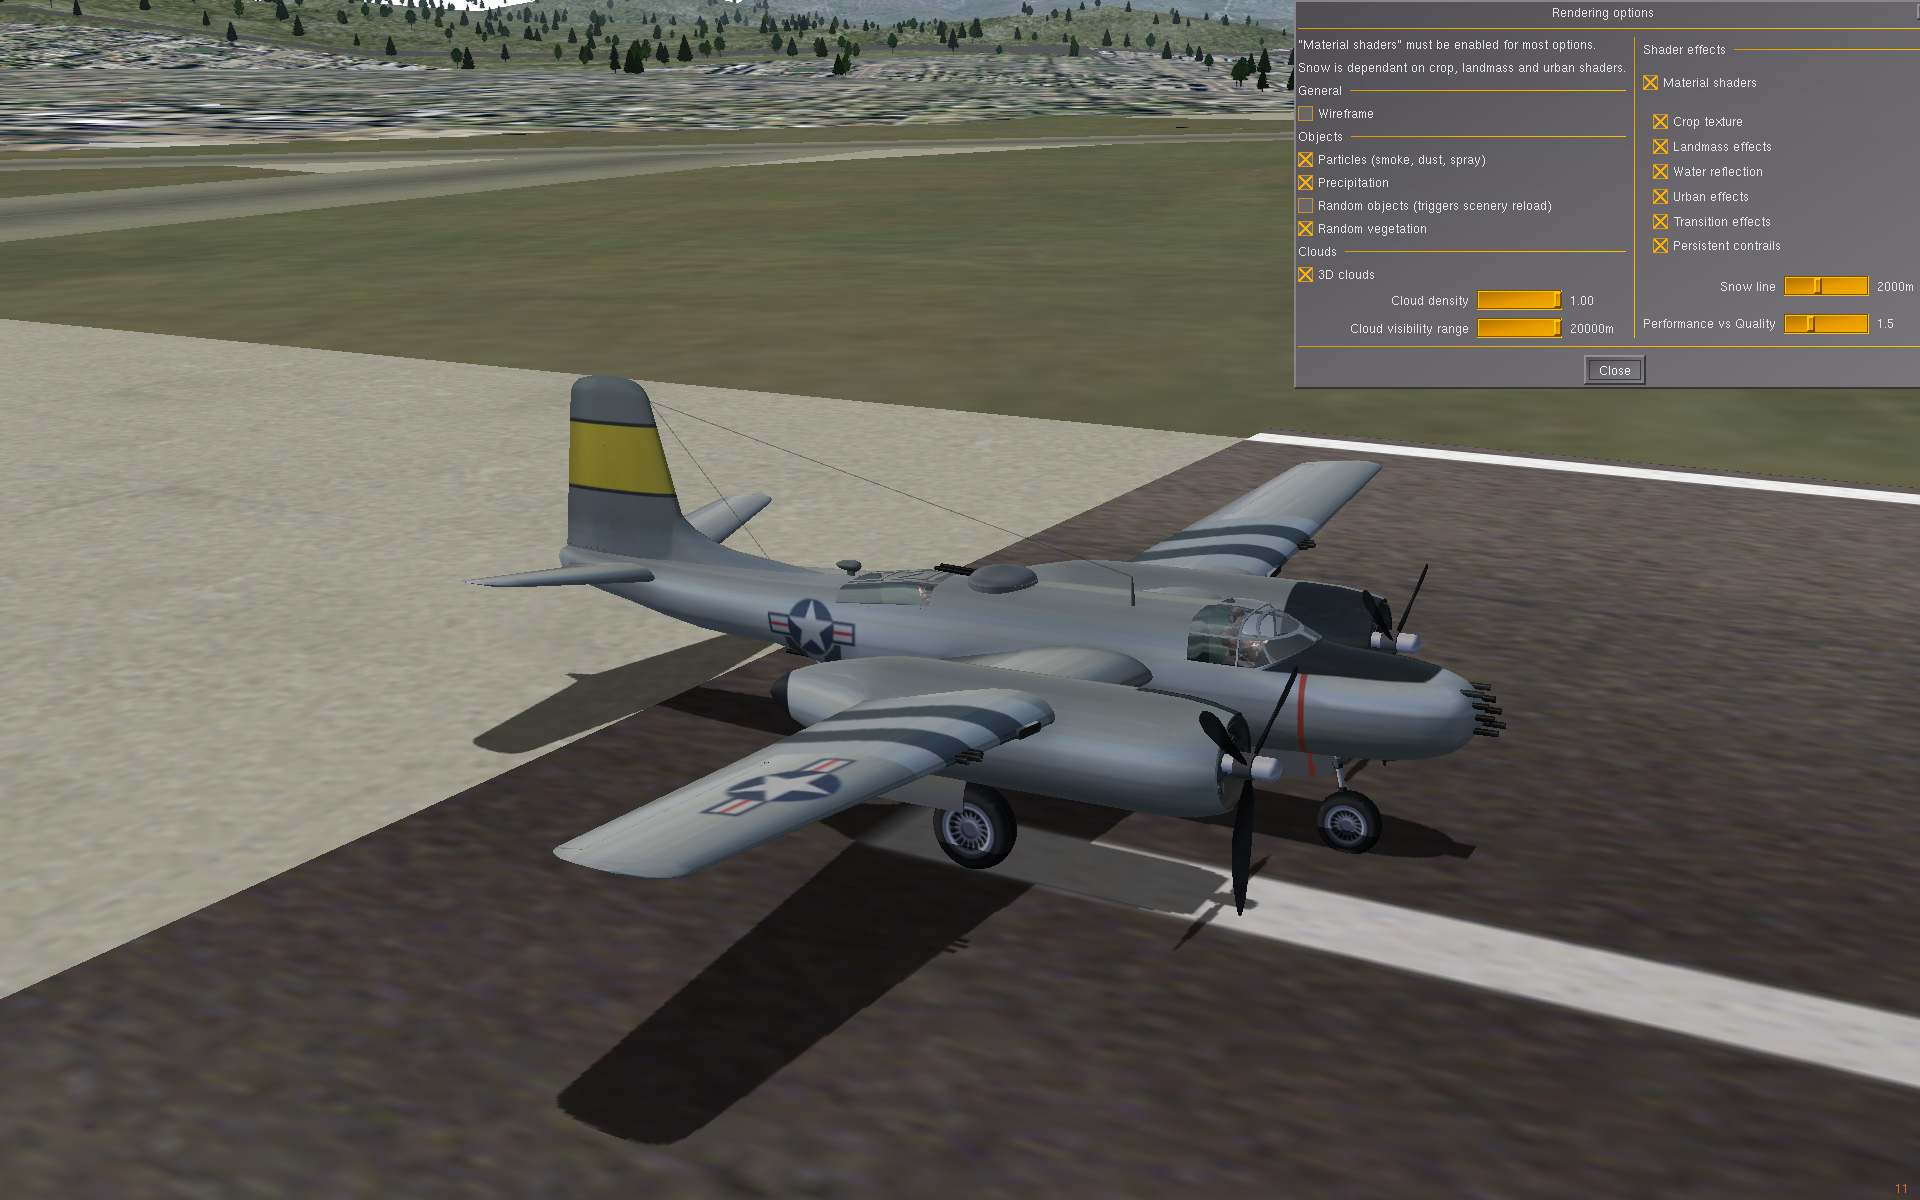 Rendering options
"Material shaders" must be enabled for most options.
Snow is dependant on crop, landmass and urban shaders.
General
Wireframe
Objects
Particles (smoke, dust, spray)
Precipitation
Random objects (triggers scenery reload)
Random vegetation
Clouds
3D clouds
Cloud density 1.00
Cloud visibility range 20000m
Shader effects
Material shaders
Crop texture
Landmass effects
Water reflection
Urban effects
Transition effects
Persistent contrails
Snow line 2000m
Performance vs Quality 1.5
Close
11